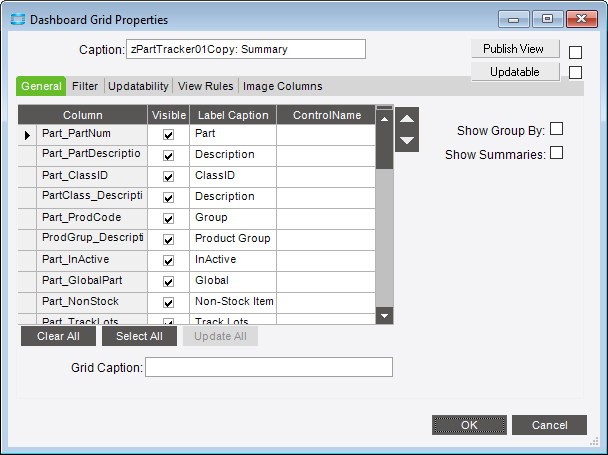 Dashboard Grid Properties
Caption: zPartTracker01Copy: Summary
Publish View
Updatable
General Filter Updatability View Rules Image Columns
Column Visible Label Caption ControlName
Part_PartNum Part
Part_PartDescriptio Description
Part_ClassID ClassID
PartClass_Descripti Description
Part_ProdCode Group
ProdGrup_Descripti Product Group
Part_InActive InActive
Part_GlobalPart Global
Part_NonStock Non-Stock Item
Part_TrackLots Track Lots
Show Group By:
Show Summaries:
Clear All Select All Update All
Grid Caption:
OK Cancel